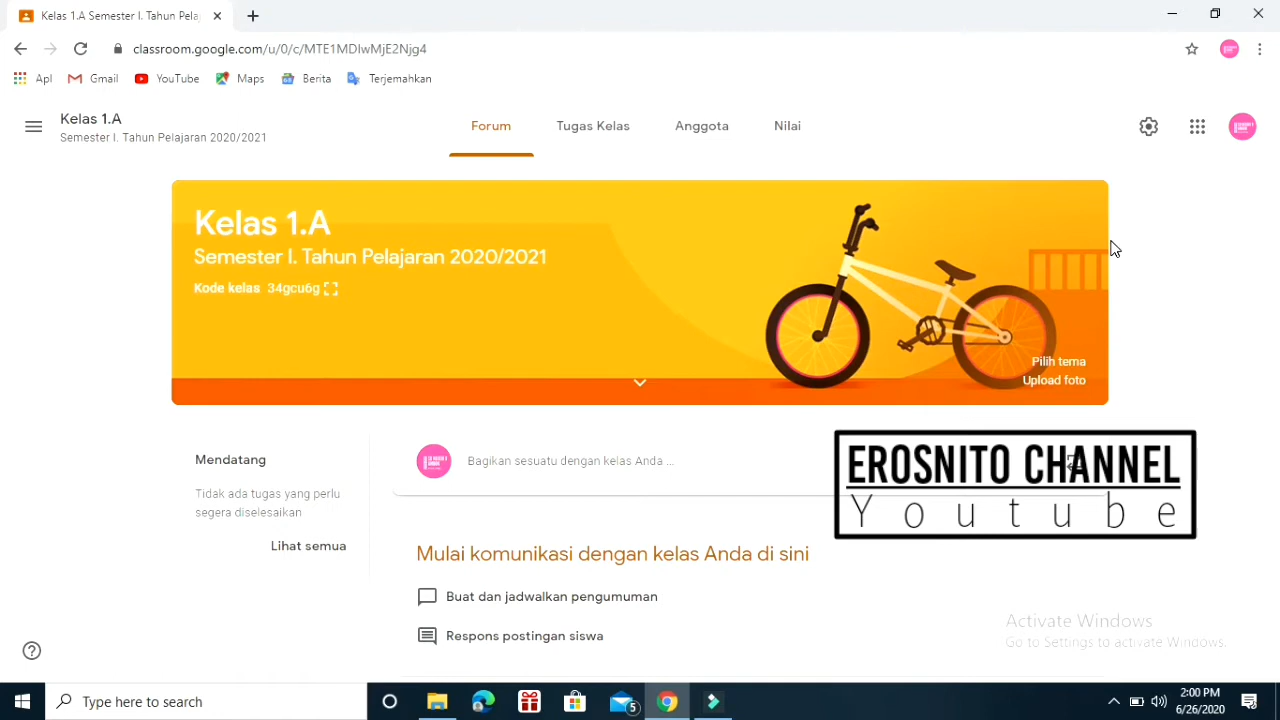 Kelas 1.A Semester I. Tahun Pela
classroom.google.com/u/0/c/MTE1MDIwMjE2Njg4
Apl Gmail YouTube Maps Berita Terjemahkan
Kelas 1.A
Semester I. Tahun Pelajaran 2020/2021
Forum Tugas Kelas Anggota Nilai
Kelas 1.A
Semester I. Tahun Pelajaran 2020/2021
Kode kelas 34gcu6g
Pilih tema
Upload foto
Mendatang
Tidak ada tugas yang perlu
segera diselesaikan
Lihat semua
Bagikan sesuatu dengan kelas Anda ...
EROSNITO CHANNEL
Youtube
Mulai komunikasi dengan kelas Anda di sini
Buat dan jadwalkan pengumuman
Respons postingan siswa
Activate Windows
Go to Settings to activate Windows.
Type here to search
5
2:00 PM
6/26/2020